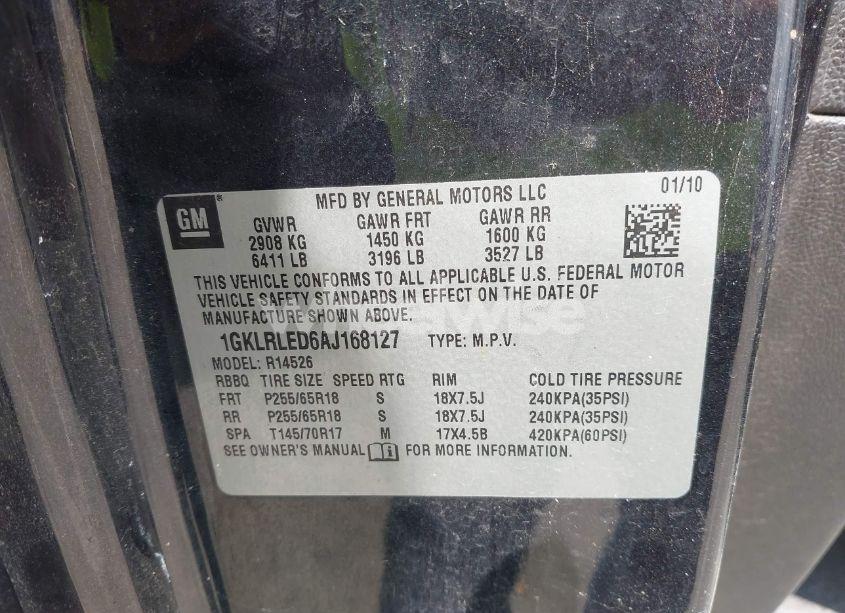 GM
MFD BY GENERAL MOTORS LLC 01/10
GVWR GAWR FRT GAWR RR
2908 KG 1450 KG 1600 KG
6411 LB 3196 LB 3527 LB
THIS VEHICLE CONFORMS TO ALL APPLICABLE U.S. FEDERAL MOTOR
VEHICLE SAFETY STANDARDS IN EFFECT ON THE DATE OF
MANUFACTURE SHOWN ABOVE.
1GKLRLED6AJ168127 TYPE: M.P.V.
MODEL: R14526
RBBQ TIRE SIZE SPEED RTG RIM COLD TIRE PRESSURE
FRT P255/65R18 S 18X7.5J 240KPA(35PSI)
RR P255/65R18 S 18X7.5J 240KPA(35PSI)
SPA T145/70R17 M 17X4.5B 420KPA(60PSI)
SEE OWNER'S MANUAL FOR MORE INFORMATION.